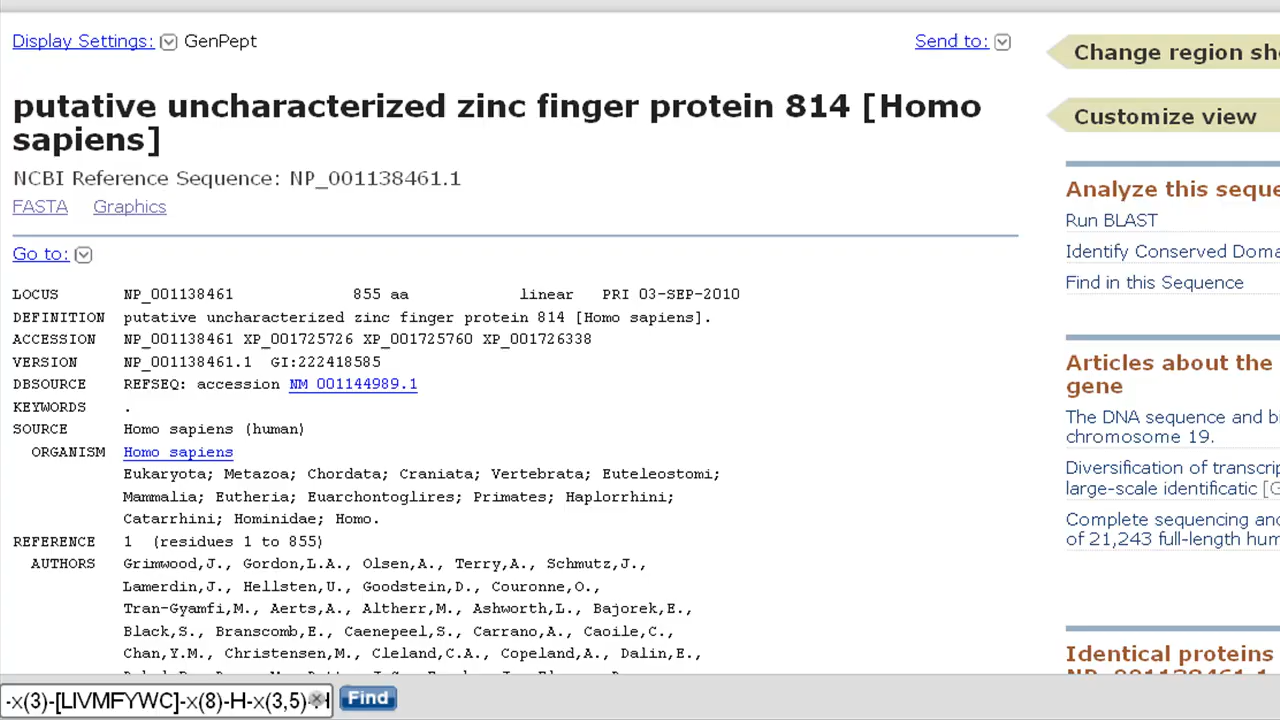 Display Settings: GenPept
Send to:
putative uncharacterized zinc finger protein 814 [Homo
sapiens]
NCBI Reference Sequence: NP_001138461.1
FASTA Graphics
Go to:
LOCUS NP_001138461 855 aa linear PRI 03-SEP-2010
DEFINITION putative uncharacterized zinc finger protein 814 [Homo sapiens].
ACCESSION NP_001138461 XP_001725726 XP_001725760 XP_001726338
VERSION NP_001138461.1 GI:222418585
DBSOURCE REFSEQ: accession NM_001144989.1
KEYWORDS .
SOURCE Homo sapiens (human)
ORGANISM Homo sapiens
Eukaryota; Metazoa; Chordata; Craniata; Vertebrata; Euteleostomi;
Mammalia; Eutheria; Euarchontoglires; Primates; Haplorrhini;
Catarrhini; Hominidae; Homo.
REFERENCE 1 (residues 1 to 855)
AUTHORS Grimwood,J., Gordon,L.A., Olsen,A., Terry,A., Schmutz,J.,
Lamerdin,J., Hellsten,U., Goodstein,D., Couronne,O.,
Tran-Gyamfi,M., Aerts,A., Altherr,M., Ashworth,L., Bajorek,E.,
Black,S., Branscomb,E., Caenepeel,S., Carrano,A., Caoile,C.,
Chan,Y.M., Christensen,M., Cleland,C.A., Copeland,A., Dalin,E.,
Change region sh
Customize view
Analyze this seque
Run BLAST
Identify Conserved Doma
Find in this Sequence
Articles about the
gene
The DNA sequence and bi
chromosome 19.
Diversification of transcrip
large-scale identificatic [G
Complete sequencing and
of 21,243 full-length hum
Identical proteins
NP_001138461.1
-x(3)-[LIVMFYWC]-x(8)-H-x(3,5)-H
Find